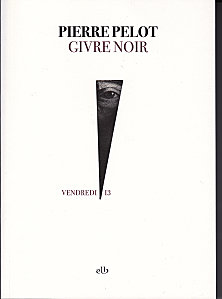 PIERRE PELOT
GIVRE NOIR
VENDREDI 13
elb